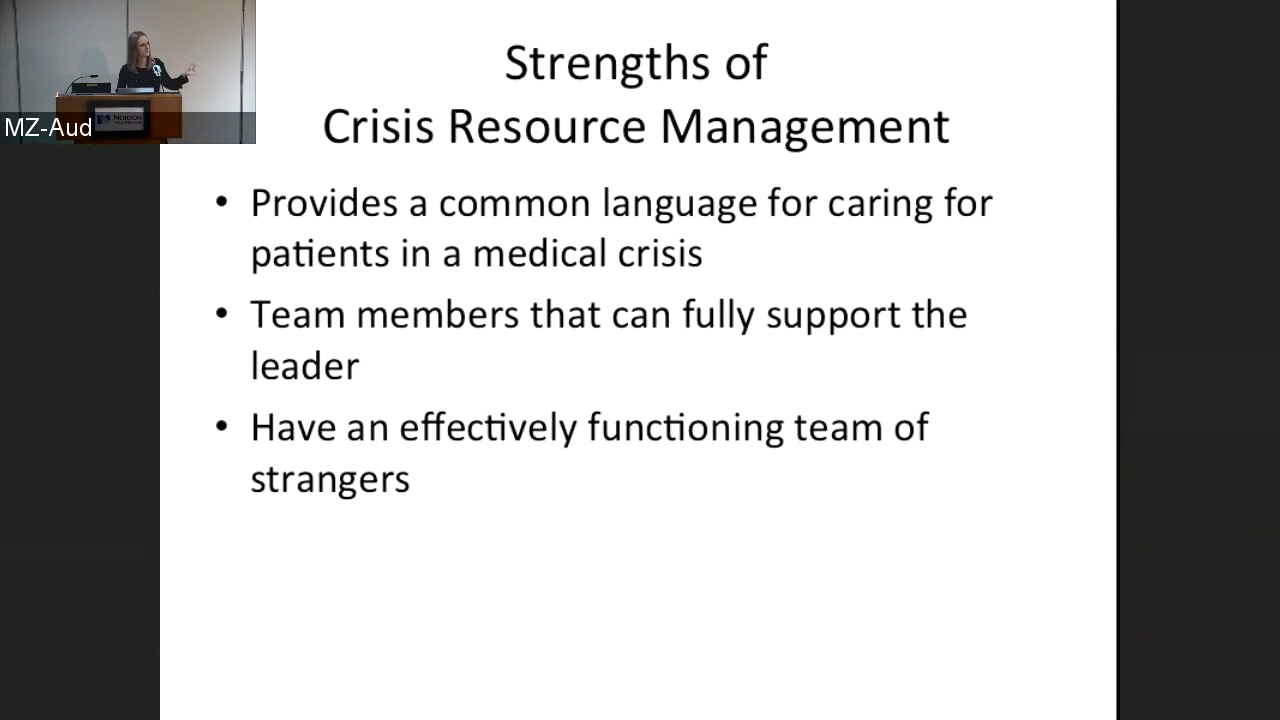 Strengths of
Crisis Resource Management
MZ-Aud
NORTON
• Provides a common language for caring for
patients in a medical crisis
• Team members that can fully support the
leader
• Have an effectively functioning team of
strangers